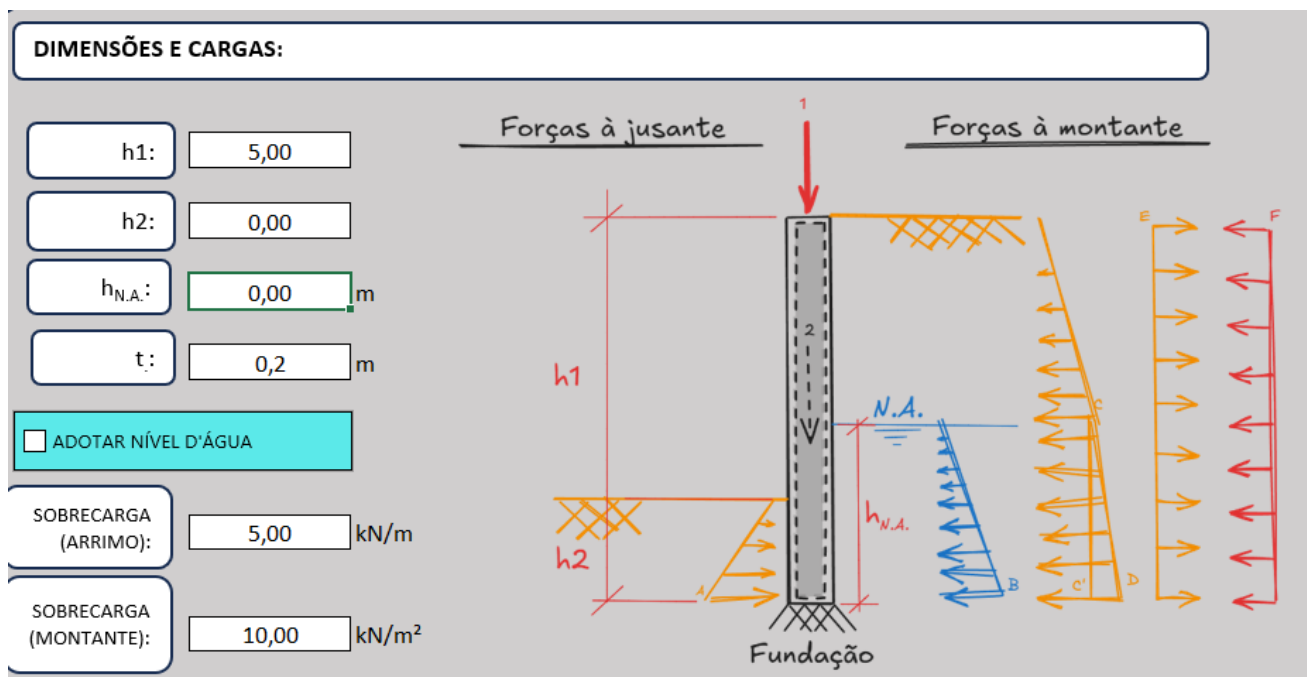 DIMENSÕES E CARGAS:
h1:
5,00
h2:
0,00
hN.A.:
0,00
m
t.:
0,2
m
ADOTAR NÍVEL D'ÁGUA
SOBRECARGA
(ARRIMO):
5,00
kN/m
SOBRECARGA
(MONTANTE):
10,00
kN/m²
Forças à jusante
1
Forças à montante
E
F
2
h1
N.A.
C
hN.A.
h2
A
B
C'
D
Fundação